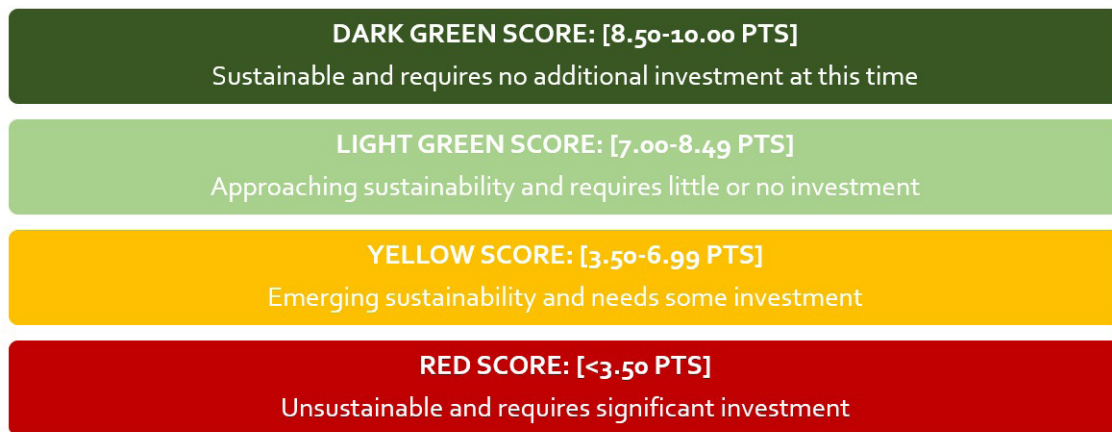 DARK GREEN SCORE: [8.50-10.00 PTS]
Sustainable and requires no additional investment at this time
LIGHT GREEN SCORE: [7.00-8.49 PTS]
Approaching sustainability and requires little or no investment
YELLOW SCORE: [3.50-6.99 PTS]
Emerging sustainability and needs some investment
RED SCORE: [<3.50 PTS]
Unsustainable and requires significant investment